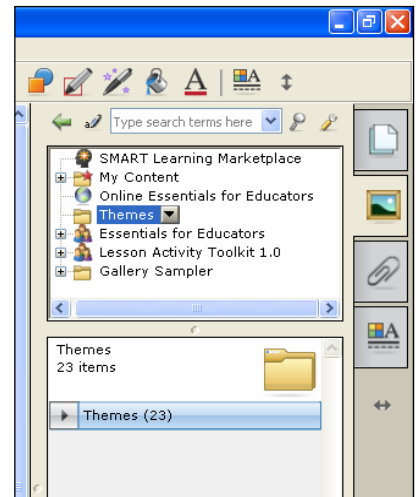 A
A
Type search terms here
SMART Learning Marketplace
My Content
Online Essentials for Educators
Themes
Essentials for Educators
Lesson Activity Toolkit 1.0
Gallery Sampler
A
Themes
23 items
Themes (23)